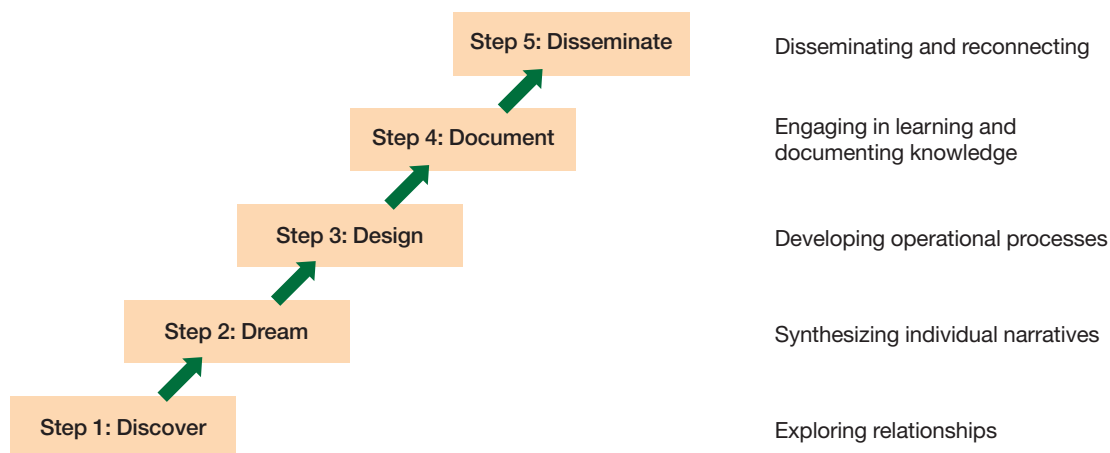 Step 5: Disseminate
Disseminating and reconnecting
Step 4: Document
Engaging in learning and
documenting knowledge
Step 3: Design
Developing operational processes
Step 2: Dream
Synthesizing individual narratives
Step 1: Discover
Exploring relationships